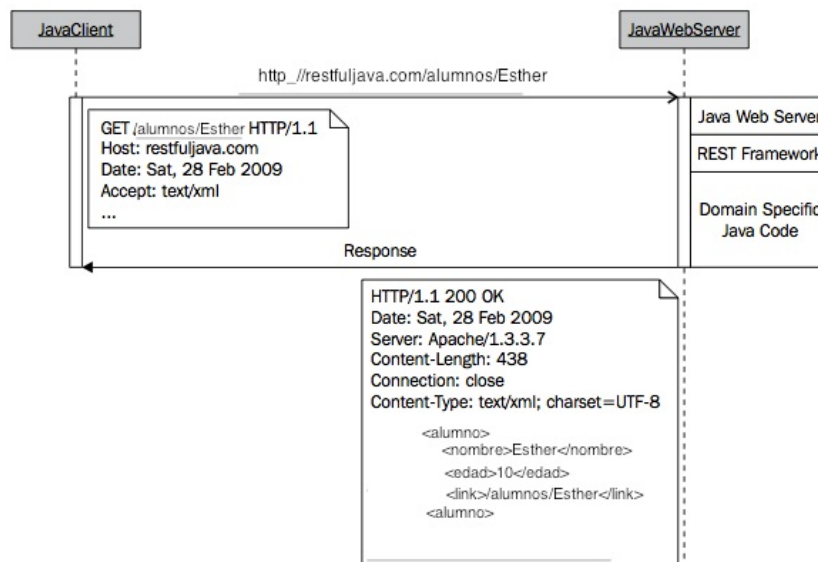 JavaClient
JavaWebServer
http_//restfuljava.com/alumnos/Esther
GET /alumnos/Esther HTTP/1.1
Host: restfuljava.com
Date: Sat, 28 Feb 2009
Accept: text/xml
...
Java Web Server
REST Framework
Domain Specific
Java Code
Response
HTTP/1.1 200 OK
Date: Sat, 28 Feb 2009
Server: Apache/1.3.3.7
Content-Length: 438
Connection: close
Content-Type: text/xml; charset=UTF-8
<alumno>
<nombre>Esther</nombre>
<edad>10</edad>
<link>/alumnos/Esther</link>
<alumno>